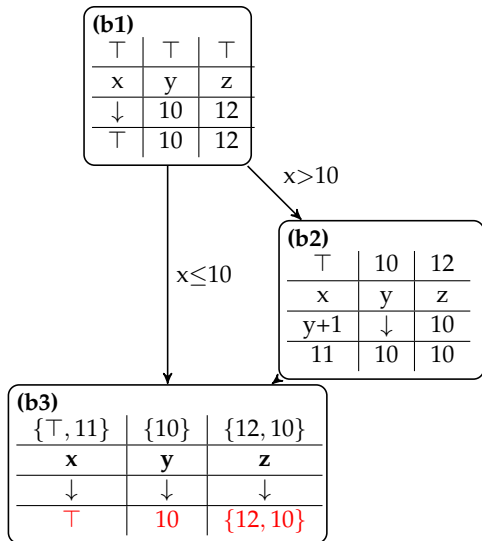 (b1)
⊤ ⊤ ⊤
x y z
↓ 10 12
⊤ 10 12
x>10
x≤10
(b2)
⊤ 10 12
x y z
y+1 ↓ 10
11 10 10
(b3)
{⊤, 11} {10} {12, 10}
x y z
↓ ↓ ↓
⊤ 10 {12, 10}